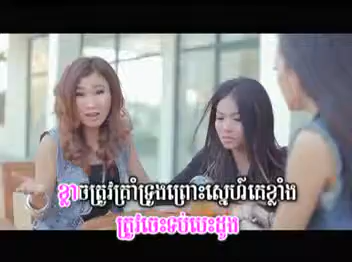 ខ្លាចត្រូវគ្រាំទ្រូងព្រោះស្នេហ៍គេខ្លាំង
ត្រូវចេះទប់បេះដូង